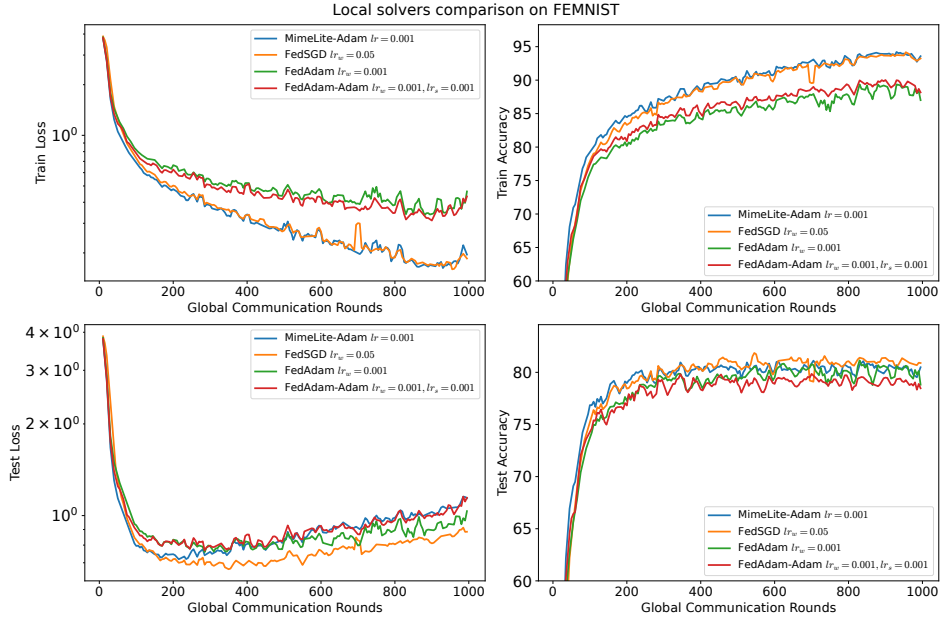 Local solvers comparison on FEMNIST
Train Loss
10⁰
MimeLite-Adam lr = 0.001
FedSGD lr_w = 0.05
FedAdam lr_w = 0.001
FedAdam-Adam lr_w = 0.001, lr_s = 0.001
0 200 400 600 800 1000
Global Communication Rounds
Train Accuracy
95
90
85
80
75
70
65
60
MimeLite-Adam lr = 0.001
FedSGD lr_w = 0.05
FedAdam lr_w = 0.001
FedAdam-Adam lr_w = 0.001, lr_s = 0.001
0 200 400 600 800 1000
Global Communication Rounds
Test Loss
4 × 10⁰
3 × 10⁰
2 × 10⁰
10⁰
MimeLite-Adam lr = 0.001
FedSGD lr_w = 0.05
FedAdam lr_w = 0.001
FedAdam-Adam lr_w = 0.001, lr_s = 0.001
0 200 400 600 800 1000
Global Communication Rounds
Test Accuracy
80
75
70
65
60
MimeLite-Adam lr = 0.001
FedSGD lr_w = 0.05
FedAdam lr_w = 0.001
FedAdam-Adam lr_w = 0.001, lr_s = 0.001
0 200 400 600 800 1000
Global Communication Rounds